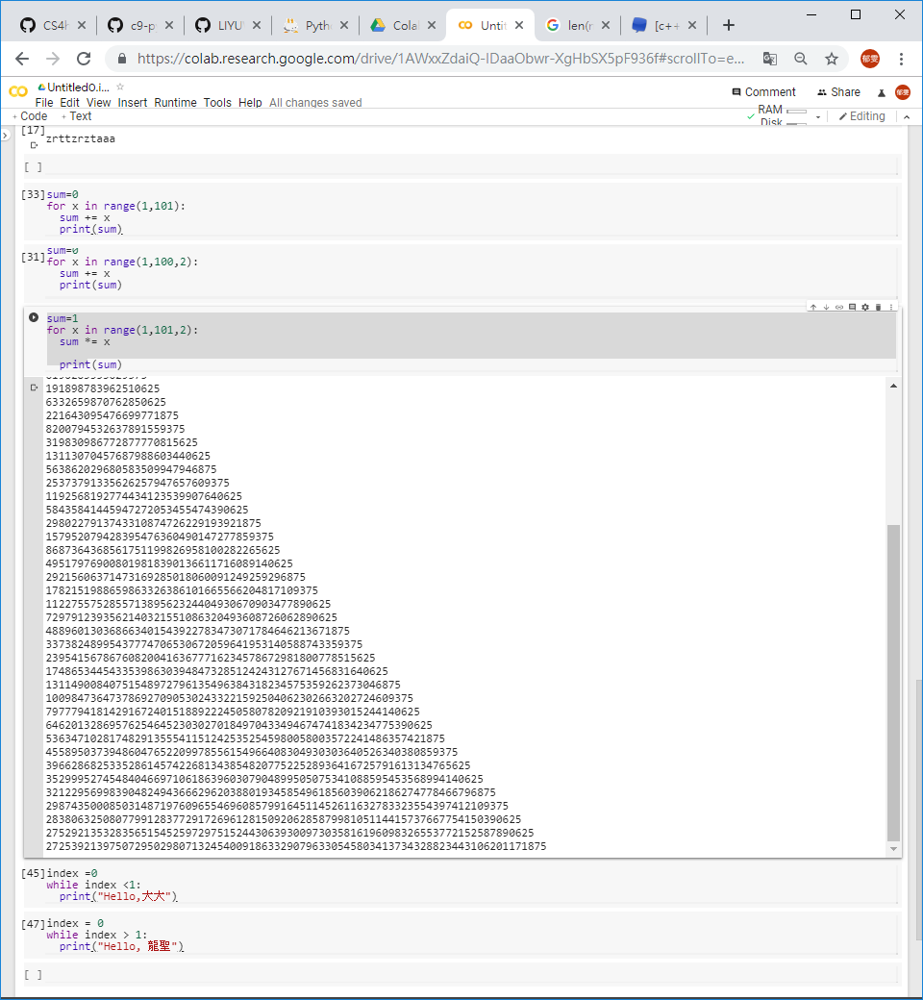 CS4h
c9-p
LIYU
Pyth
Cola
Unti
len(r
[c++
https://colab.research.google.com/drive/1AWxxZdaiQ-IDaaObwr-XgHbSX5pF936f#scrollTo=e...
郁雯
Untitled0.i...
File Edit View Insert Runtime Tools Help All changes saved
Comment
Share
郁雯
+ Code + Text
RAM
Disk
Editing
[17]
zrttzrztaaa
[ ]
[33] sum=0
for x in range(1,101):
sum += x
print(sum)
[31] sum=0
for x in range(1,100,2):
sum += x
print(sum)
sum=1
for x in range(1,101,2):
sum *= x
print(sum)
191898783962510625
6332659870762850625
221643095476699771875
8200794532637891559375
319830986772877770815625
13113070457687988603440625
563862029680583509947946875
25373791335626257947657609375
1192568192774434123539907640625
58435841445947272053455474390625
2980227913743310874726229193921875
157952079428395476360490147277859375
8687364368561751199826958100282265625
495179769008019818390136611716089140625
29215606371473169285018060091249259296875
1782151988659863326386101665566204817109375
112275575285571389562324404930670903477890625
7297912393562140321551086320493608726062890625
488960130368663401543922783473071784646213671875
33738248995437774706530672059641953140588743359375
2395415678676082004163677716234578672981800778515625
174865344543353986303948473285124243127671456831640625
13114900840751548972796135496384318234575359262373046875
1009847364737869270905302433221592504062302663202724609375
79777941814291672401518892224505807820921910393015244140625
6462013286957625464523030270184970433494674741834234775390625
536347102817482913555411512425352545980058003572241486357421875
45589503739486047652209978556154966408304930303640526340380859375
3966286825335286145742268134385482077522528936416725791613134765625
352999527454840466971061863960307904899505075341088595453568994140625
32122956998390482494366629620388019345854961856039062186274778466796875
2987435000850314871976096554696085799164511452611632783323554397412109375
283806325080779912837729172696128150920628587998105114415737667754150390625
27529213532835651545259729751524430639300973035816196098326553772152587890625
2725392139750729502980713245400918633290796330545803413734328823443106201171875
[45] index =0
while index <1:
print("Hello,大大")
[47] index = 0
while index > 1:
print("Hello, 龍聖")
[ ]